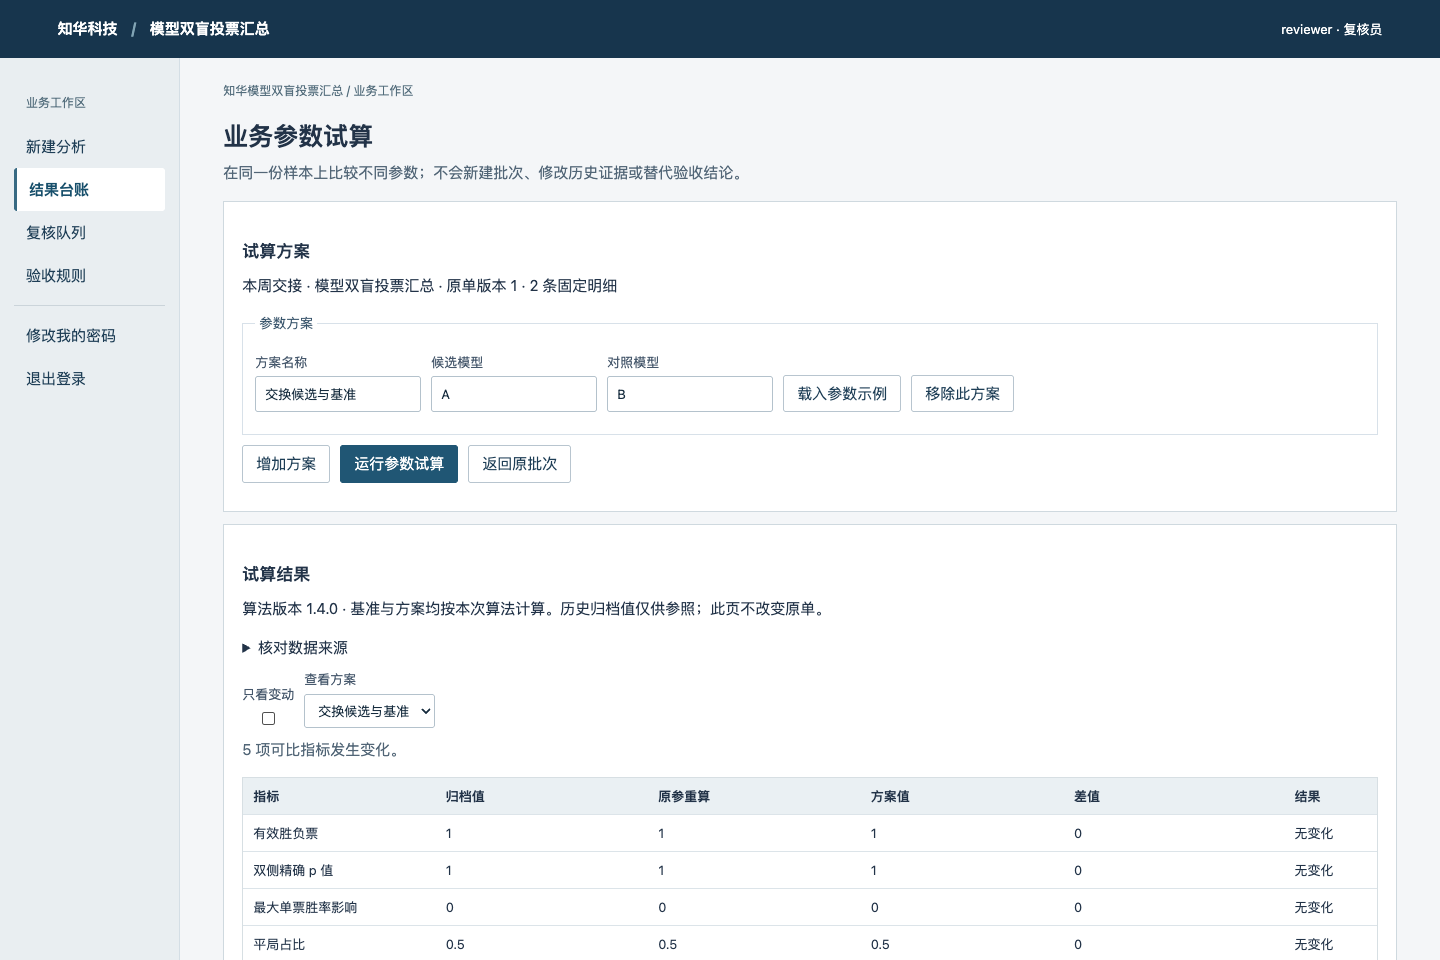 知华科技 / 模型双盲投票汇总
reviewer · 复核员
业务工作区
新建分析
结果台账
复核队列
验收规则
修改我的密码
退出登录
知华模型双盲投票汇总 / 业务工作区
业务参数试算
在同一份样本上比较不同参数；不会新建批次、修改历史证据或替代验收结论。
试算方案
本周交接 · 模型双盲投票汇总 · 原单版本 1 · 2 条固定明细
参数方案
方案名称 候选模型 对照模型
交换候选与基准 A B 载入参数示例 移除此方案
增加方案 运行参数试算 返回原批次
试算结果
算法版本 1.4.0 · 基准与方案均按本次算法计算。历史归档值仅供参照；此页不改变原单。
核对数据来源
只看变动 查看方案
交换候选与基准
5 项可比指标发生变化。
指标 归档值 原参重算 方案值 差值 结果
有效胜负票 1 1 1 0 无变化
双侧精确 p 值 1 1 1 0 无变化
最大单票胜率影响 0 0 0 0 无变化
平局占比 0.5 0.5 0.5 0 无变化